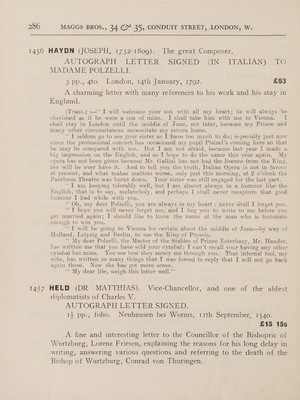 286 MAGGS BROS., 34 & 35, CONDUIT STREET, LONDON, W.
1456 HAYDN (JOSEPH, 1732-1809). The great Composer.
AUTOGRAPH LETTER SIGNED (IN ITALIAN) TO
MADAME POLZELLI.
3 pp., 4to. London, 14th January, 1792. £63
A charming letter with many references to his work and his stay in
England.
(Trans.):—" I will welcome your son with all my heart; he will always be
cherished as if he were a son of mine. I shall take him with me to Vienna. I
shall stay in London until the middle of June, not later, because my Prince and
many other circumstances necessitate my return home.
" I seldom go to see your sister as I have too much to do; especially just now
since the professional concert has occasioned my pupil Pleyel's coming here so that
he may be compared with me. But I am not afraid, because last year I made a
big impression on the English, and so I hope to do the same this year again. My
opera has not been given because Mr. Gallini has not had the licence from the King,
nor will he ever have it. And to tell you the truth, Italian Opera is not in favour
at present, and what makes matters worse, only just this morning, at 2 o'clock the
Pantheon Theatre was burnt down. Your sister was still engaged for the last part.
" I am keeping tolerably well, but I am almost always in a humour like the
English, that is to say, melancholy, and perhaps I shall never recapture that good
humour I had while with you.
" Oh, my dear Polzelli, you are always in my heart; never shall I forget you.
" I hope you will never forget me, and I beg you to write to me before you
get married again; I should like to know the name of the man who is fortunate
enough to win you.
" I will be going to Vienna for certain about the middle of June—by way of
Holland, Leipzig and Berlin, to see the King of Prussia.
" My dear Polzelli, the Master of the Stables of Prince Esterhazy, Mr. Hander,
has written me that you have sold your cymbal; I can't recall your having any other
cymbal but mine. You see how they annoy me through you. That infernal fool, my
wife, has written so many things that I was forced to reply that I will not go back
again there. Now she has got more sense.
" My dear life, weigh this letter well."
1457 HELD (DR MATTHIAS). Vice-Chancellor, and one of the ablest
diplomatists of Charles V.
AUTOGRAPH LETTER SIGNED.
1½ pp., folio. Neuhausen bei Worms, 11th September, 1540.
£15 15s
A fine and interesting letter to the Councillor of the Bishopric of
Wurtzburg, Lorenz Friesen, explaining the reasons for his long delay in
writing, answering various questions and referring to the death of the
Bishop of Wurtzburg, Conrad von Thuringen.